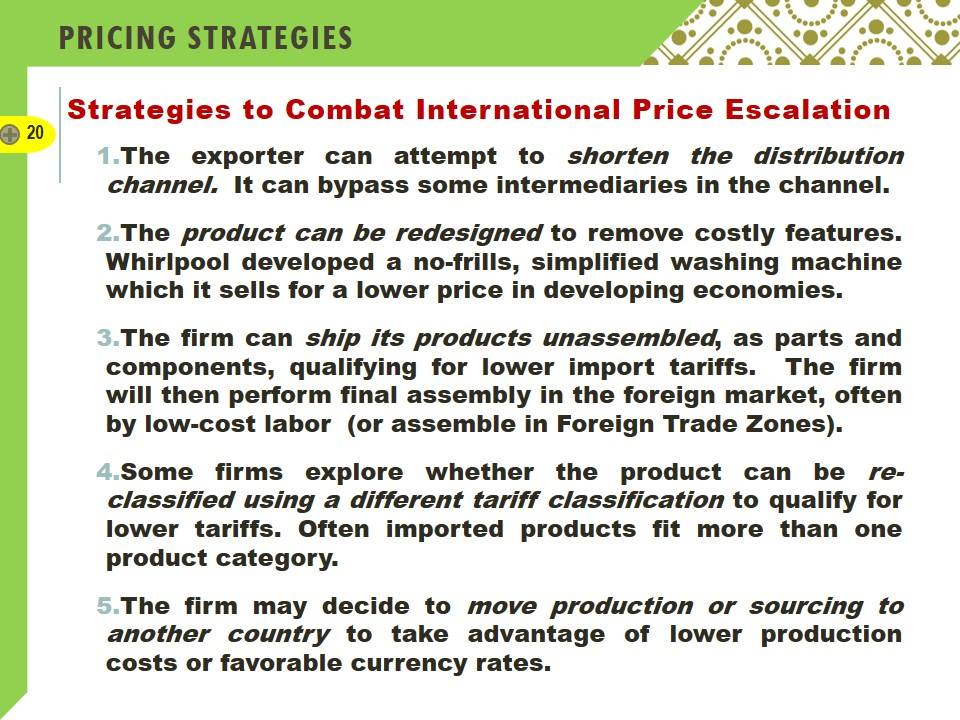 PRICING STRATEGIES
Strategies to Combat International Price Escalation
20
1.The exporter can attempt to shorten the distribution
channel. It can bypass some intermediaries in the channel.
2.The product can be redesigned to remove costly features.
Whirlpool developed a no-frills, simplified washing machine
which it sells for a lower price in developing economies.
3.The firm can ship its products unassembled, as parts and
components, qualifying for lower import tariffs. The firm
will then perform final assembly in the foreign market, often
by low-cost labor (or assemble in Foreign Trade Zones).
4.Some firms explore whether the product can be re-
classified using a different tariff classification to qualify for
lower tariffs. Often imported products fit more than one
product category.
5.The firm may decide to move production or sourcing to
another country to take advantage of lower production
costs or favorable currency rates.